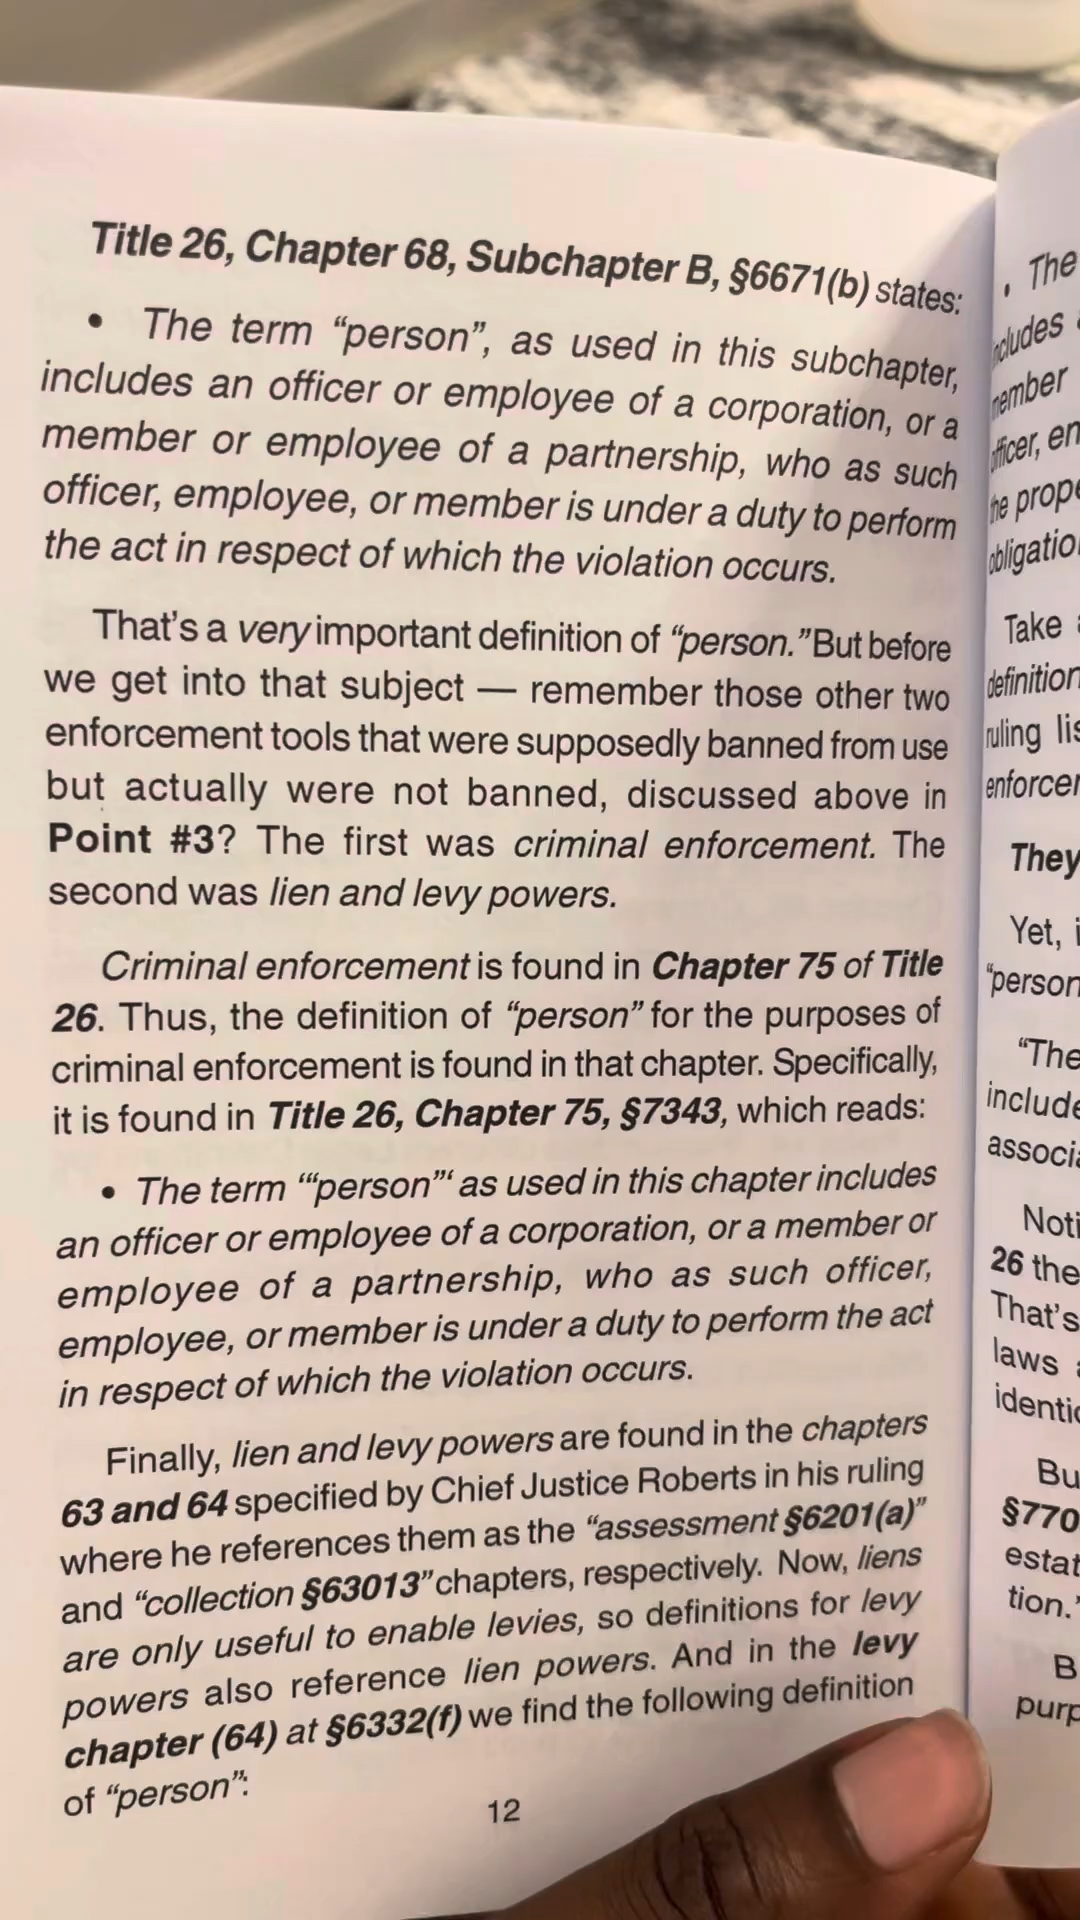 Title 26, Chapter 68, Subchapter B, §6671(b) states:
• The term “person”, as used in this subchapter,
includes an officer or employee of a corporation, or a
member or employee of a partnership, who as such
officer, employee, or member is under a duty to perform
the act in respect of which the violation occurs.
That’s a very important definition of “person.” But before
we get into that subject — remember those other two
enforcement tools that were supposedly banned from use
but actually were not banned, discussed above in
Point #3? The first was criminal enforcement. The
second was lien and levy powers.
Criminal enforcement is found in Chapter 75 of Title
26. Thus, the definition of “person” for the purposes of
criminal enforcement is found in that chapter. Specifically,
it is found in Title 26, Chapter 75, §7343, which reads:
• The term “‘person”‘ as used in this chapter includes
an officer or employee of a corporation, or a member or
employee of a partnership, who as such officer,
employee, or member is under a duty to perform the act
in respect of which the violation occurs.
Finally, lien and levy powers are found in the chapters
63 and 64 specified by Chief Justice Roberts in his ruling
where he references them as the “assessment §6201(a)”
and “collection §63013” chapters, respectively. Now, liens
are only useful to enable levies, so definitions for levy
powers also reference lien powers. And in the levy
chapter (64) at §6332(f) we find the following definition
of “person”:
12
• The
member
officer, en
the prope
Take
ruling lis
They
Yet, i
“person
“The
include
associa
Noti
26 the
That’s
laws
identic
Bu
§770
estat
tion.”
B
purp